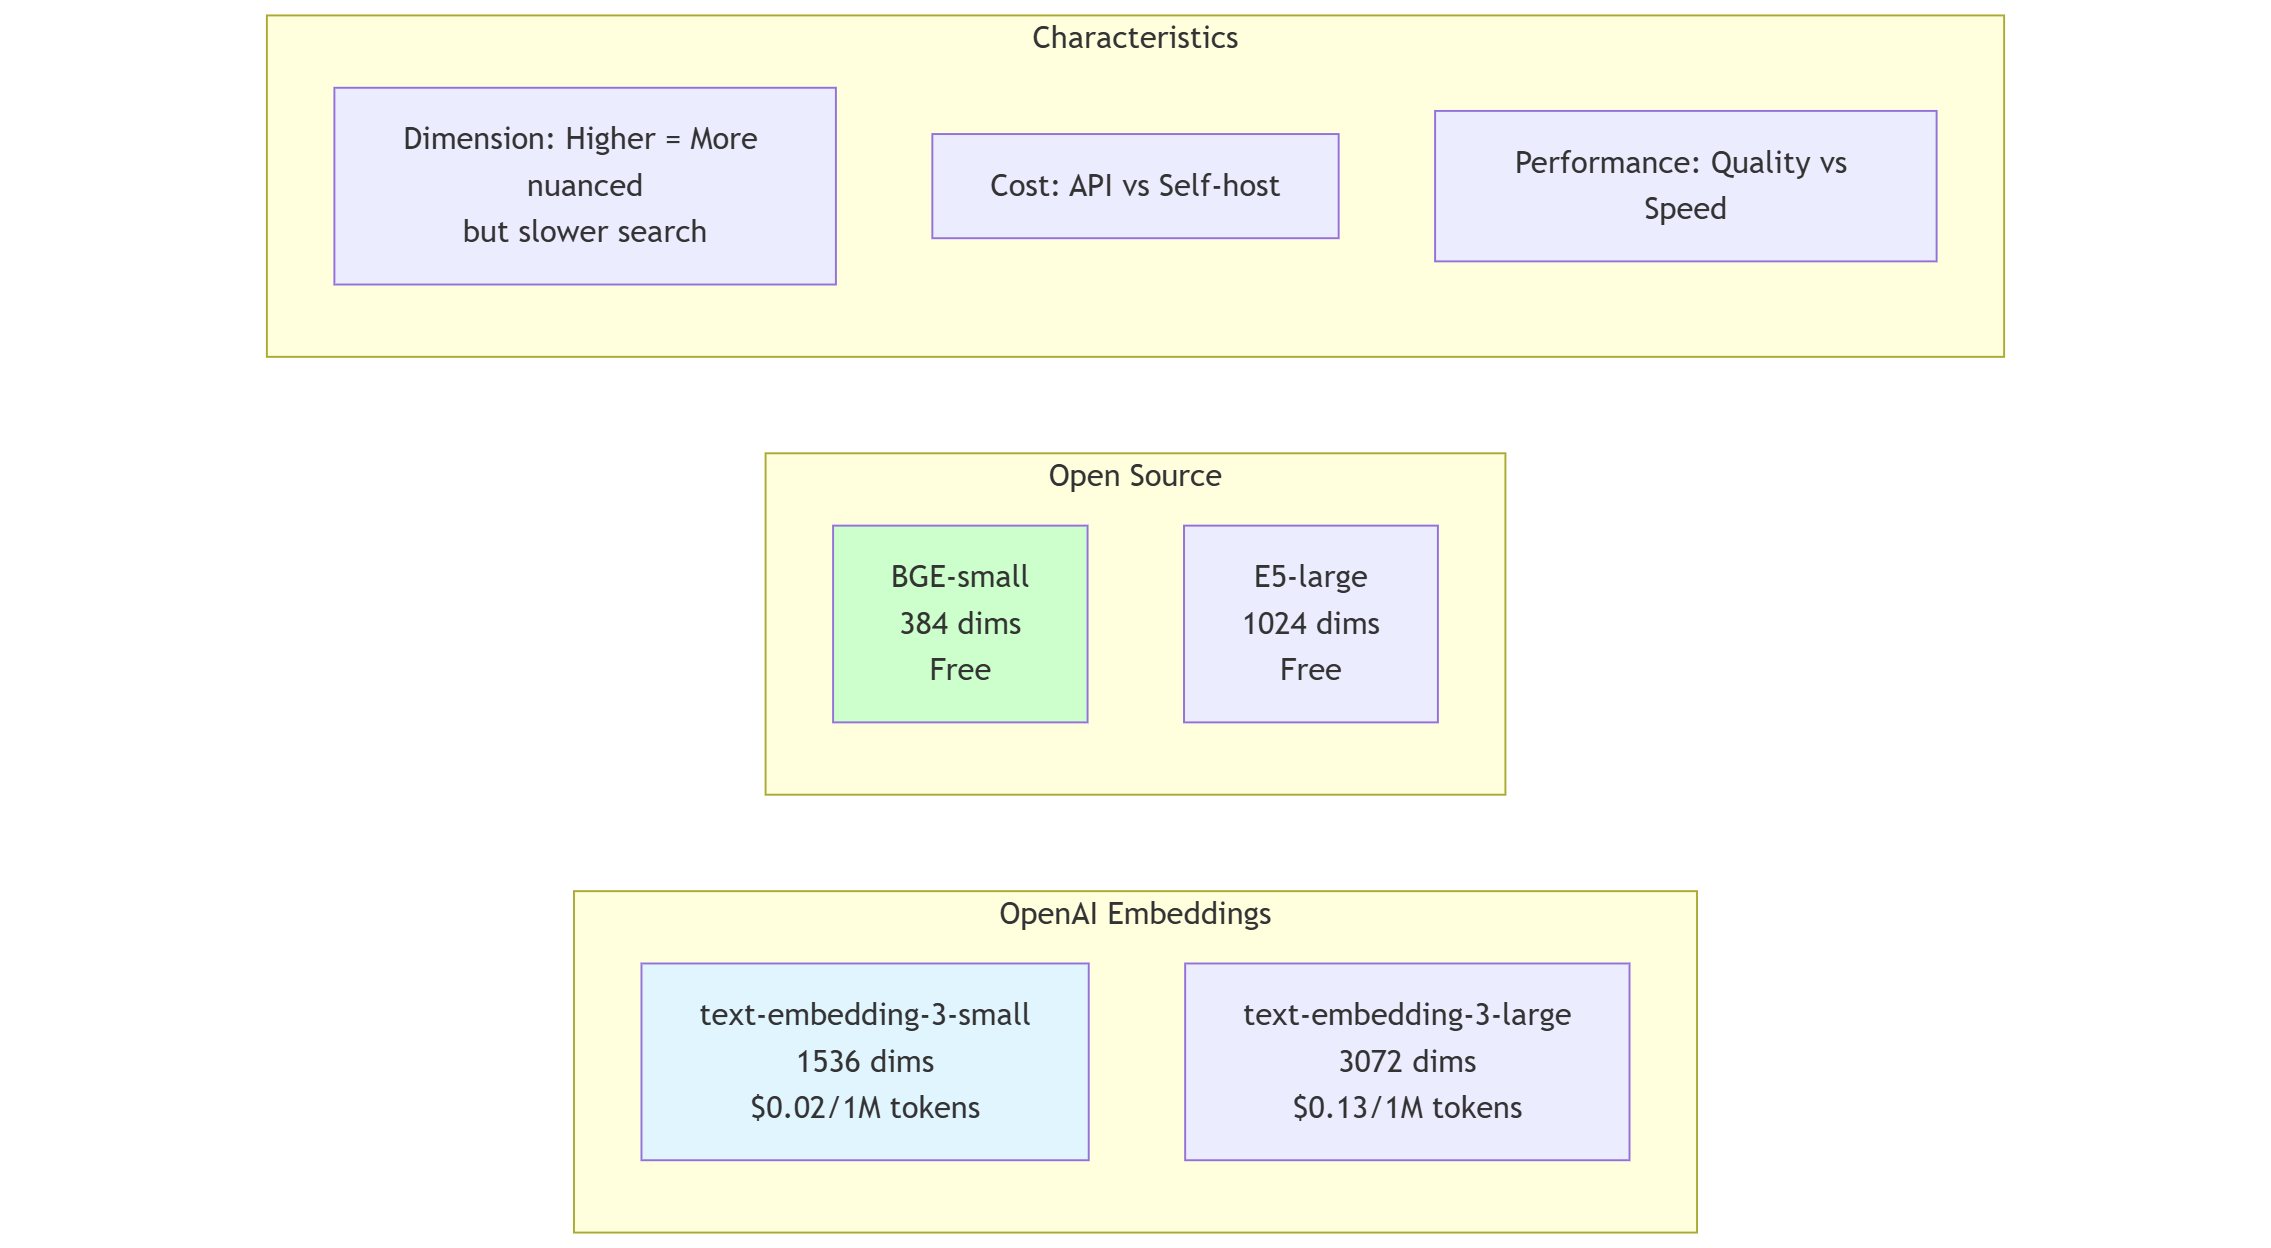 Characteristics
Dimension: Higher = More
nuanced
but slower search
Cost: API vs Self-host
Performance: Quality vs
Speed
Open Source
BGE-small
384 dims
Free
E5-large
1024 dims
Free
OpenAI Embeddings
text-embedding-3-small
1536 dims
$0.02/1M tokens
text-embedding-3-large
3072 dims
$0.13/1M tokens